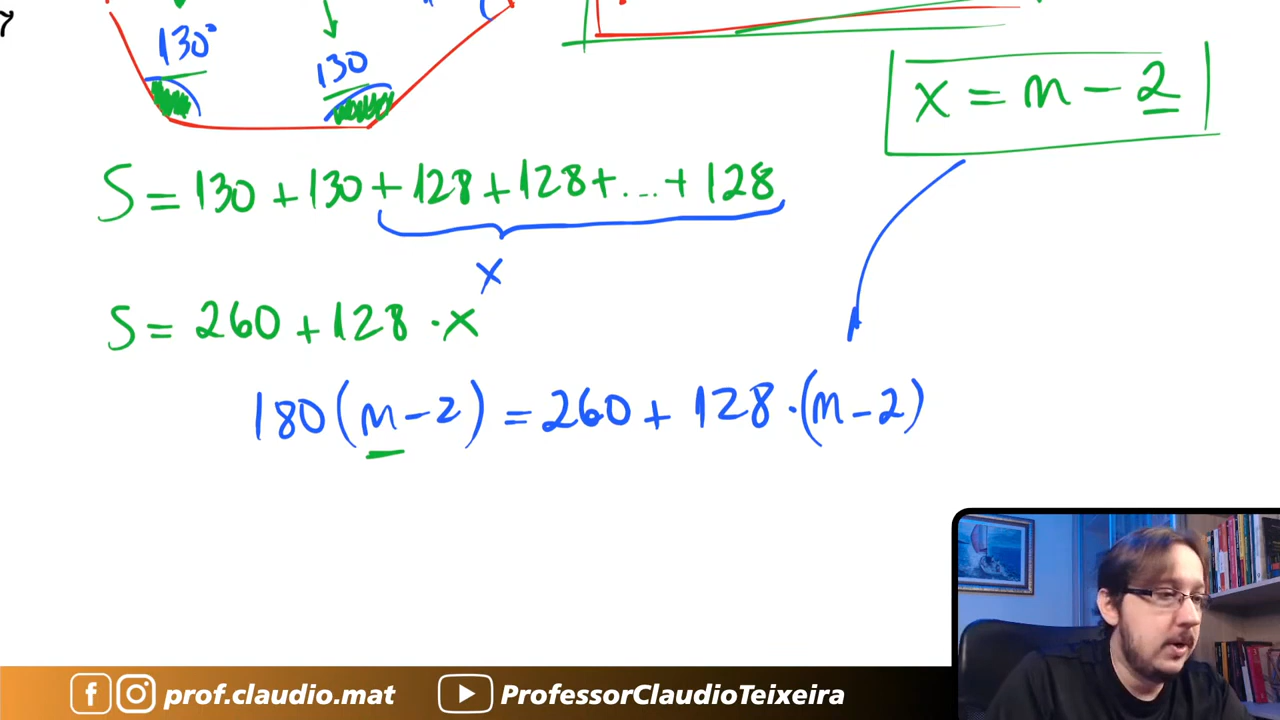 7
130°
130
x = m - 2
S = 130 + 130 + 128 + 128 + ... + 128
x
S = 260 + 128 · x
180(m - 2) = 260 + 128 · (m - 2)
prof.claudio.mat
ProfessorClaudioTeixeira